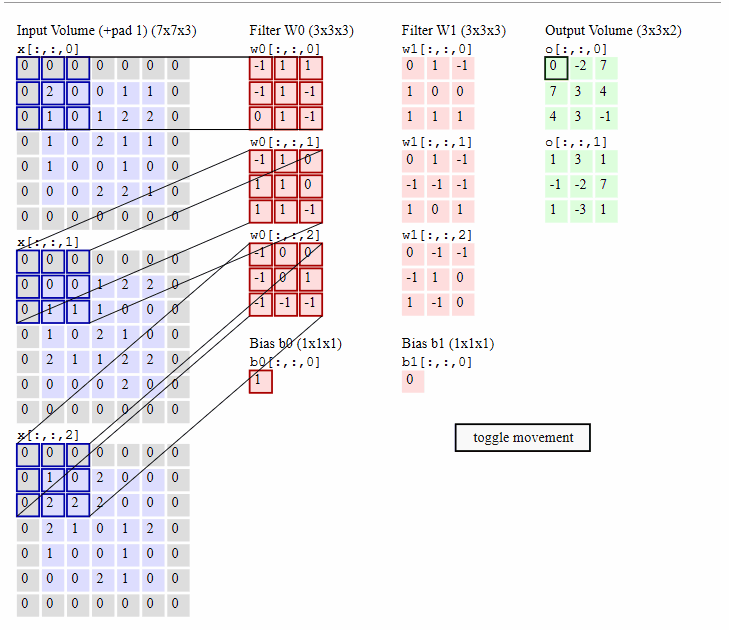 Input Volume (+pad 1) (7x7x3)
x[:,:,0]
0 0 0 0 0 0 0
0 2 0 0 1 1 0
0 1 0 1 2 2 0
0 1 0 2 1 1 0
0 1 0 0 1 0 0
0 0 0 2 2 1 0
0 0 0 0 0 0 0
x[:,:,1]
0 0 0 0 0 0 0
0 0 0 1 2 2 0
0 1 1 1 0 0 0
0 1 0 2 1 0 0
0 2 1 1 2 2 0
0 0 0 0 2 0 0
0 0 0 0 0 0 0
x[:,:,2]
0 0 0 0 0 0 0
0 1 0 2 0 0 0
0 2 2 2 0 0 0
0 2 1 0 1 2 0
0 1 0 0 1 0 0
0 0 0 2 1 0 0
0 0 0 0 0 0 0
Filter W0 (3x3x3)
w0[:,:,0]
-1 1 1
-1 1 -1
0 1 -1
w0[:,:,1]
-1 1 0
1 1 0
1 1 -1
w0[:,:,2]
-1 0 0
-1 0 1
-1 -1 -1
Bias b0 (1x1x1)
b0[:,:,0]
1
Filter W1 (3x3x3)
w1[:,:,0]
0 1 -1
1 0 0
1 1 1
w1[:,:,1]
0 1 -1
-1 -1 -1
1 0 1
w1[:,:,2]
0 -1 -1
-1 1 0
1 -1 0
Bias b1 (1x1x1)
b1[:,:,0]
0
Output Volume (3x3x2)
o[:,:,0]
0 -2 7
7 3 4
4 3 -1
o[:,:,1]
1 3 1
-1 -2 7
1 -3 1
toggle movement